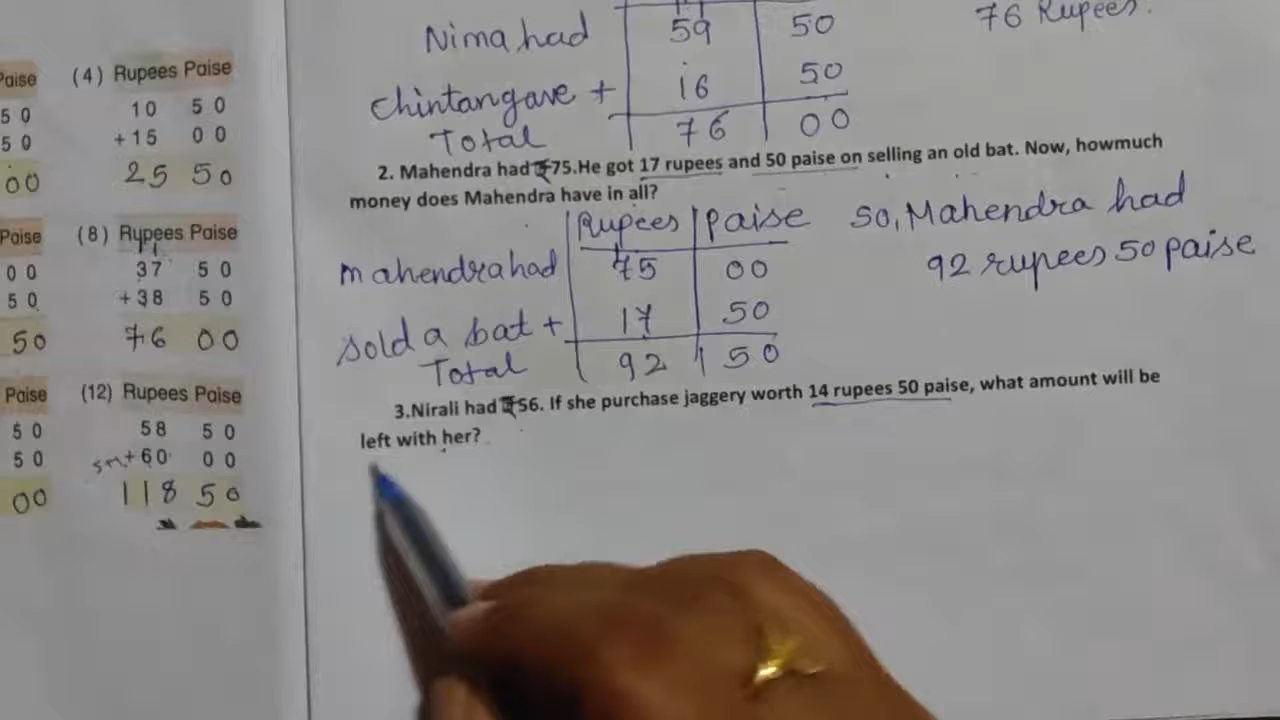 Paise
50
50
00
(4) Rupees Paise
10 50
+15 00
25 50
Paise
00
50
50
(8) Rupees Paise
37 50
+38 50
76 00
Paise
50
50
00
(12) Rupees Paise
58 50
+60 00
118 50
76 Rupees.
Nima had 59 50
Chintangave + 16 50
Total 76 00
2. Mahendra had ₹75.He got 17 rupees and 50 paise on selling an old bat. Now, howmuch
money does Mahendra have in all?
Rupees Paise
mahendra had 75 00
sold a bat + 17 50
Total 92 50
So, Mahendra had
92 rupees 50 paise
3.Nirali had ₹56. If she purchase jaggery worth 14 rupees 50 paise, what amount will be
left with her?